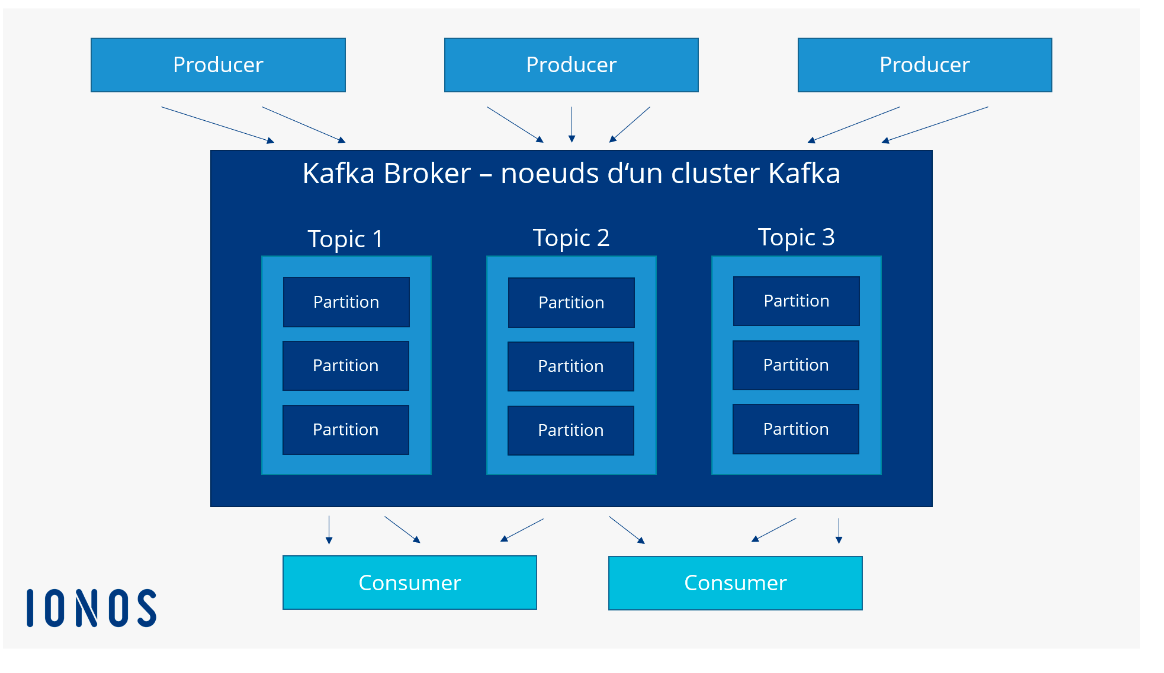 Producer
Producer
Producer
Kafka Broker – noeuds d‘un cluster Kafka
Topic 1
Topic 2
Topic 3
Partition
Partition
Partition
Partition
Partition
Partition
Partition
Partition
Partition
Consumer
Consumer
IONOS